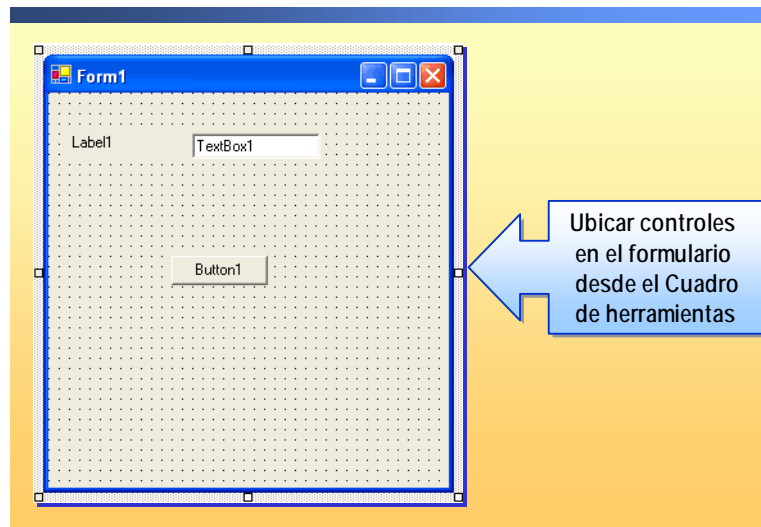 Form1
Label1
TextBox1
Button1
Ubicar controles
en el formulario
desde el Cuadro
de herramientas